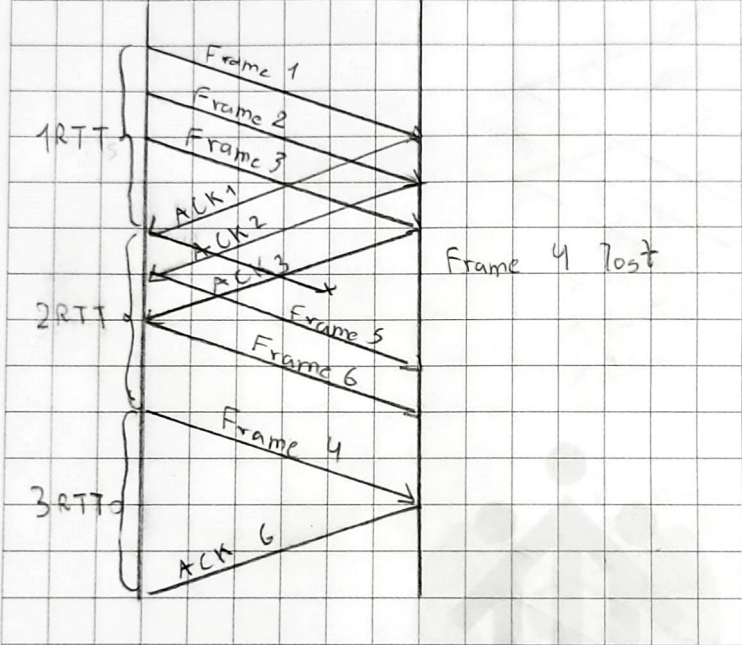 Frame 1
Frame 2
1RTT
Frame 3
ACK 1
ACK 2
ACK 3
Frame 4 lost
2RTT
Frame 5
Frame 6
Frame 4
3RTT
ACK 6